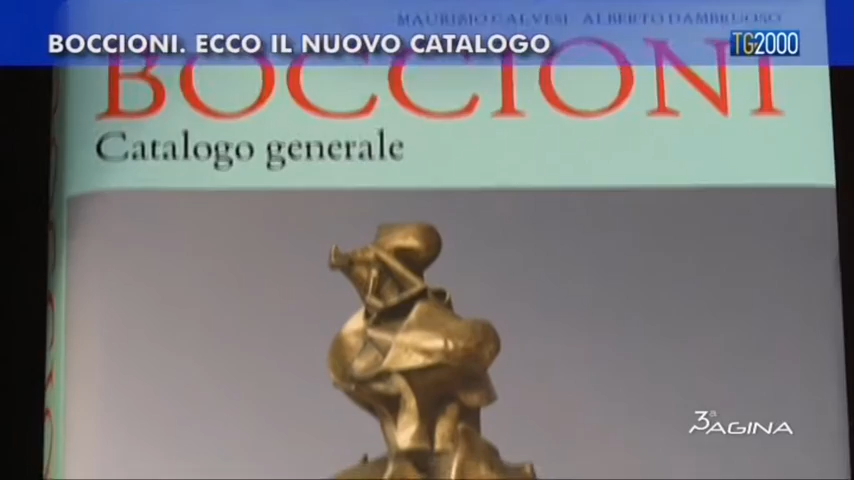 MAURIZIO CALVESI ALBERTO DAMBRUOSO
BOCCIONI. ECCO IL NUOVO CATALOGO
TG2000
BOCCIONI
Catalogo generale
3a PAGINA